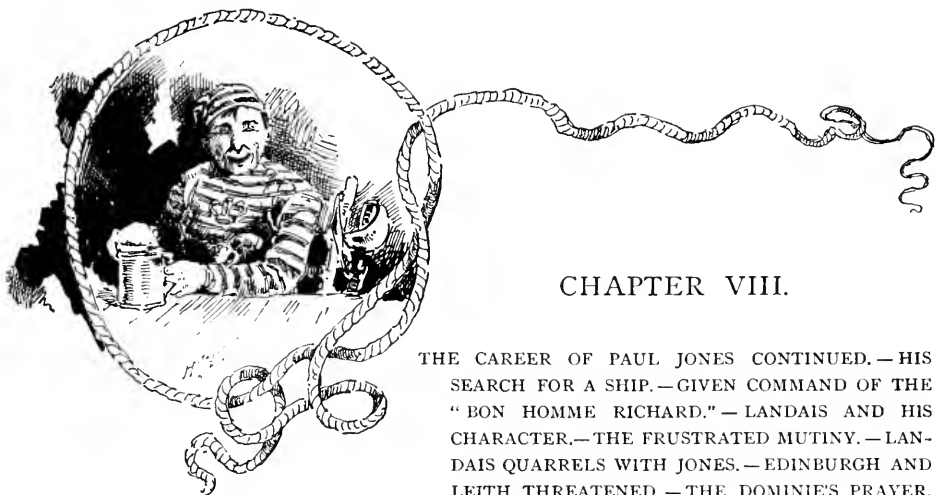 CHAPTER VIII.
THE CAREER OF PAUL JONES CONTINUED. — HIS
SEARCH FOR A SHIP. — GIVEN COMMAND OF THE
“ BON HOMME RICHARD.” — LANDAIS AND HIS
CHARACTER. — THE FRUSTRATED MUTINY. — LAN-
DAIS QUARRELS WITH JONES. — EDINBURGH AND
LEITH THREATENED. — THE DOMINIE'S PRAYER.